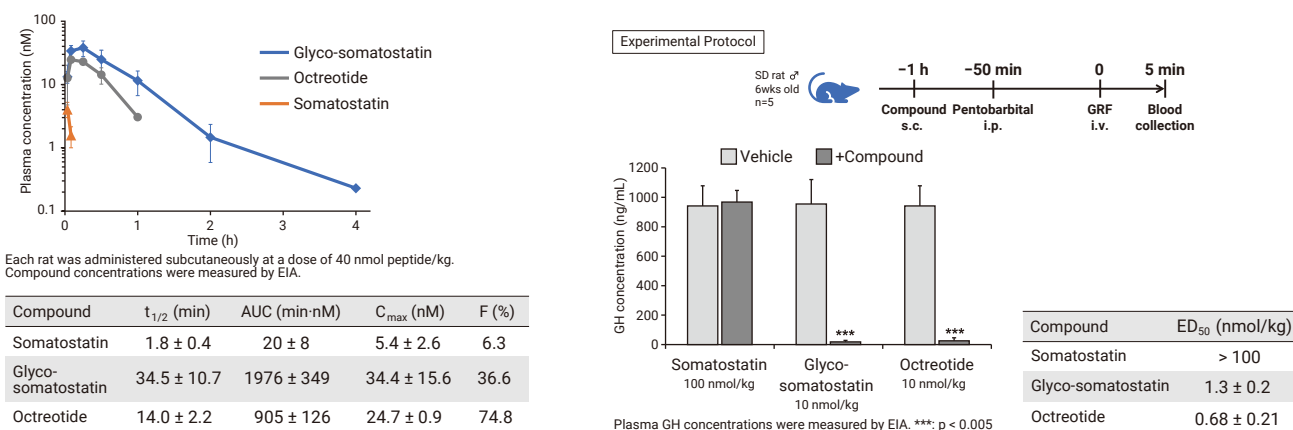 Plasma concentration (nM)
100
10
1
0.1
0 1 2 3 4
Time (h)
Glyco-somatostatin
Octreotide
Somatostatin
Each rat was administered subcutaneously at a dose of 40 nmol peptide/kg.
Compound concentrations were measured by EIA.
Compound t1/2 (min) AUC (min·nM) Cmax (nM) F (%)
Somatostatin 1.8 ± 0.4 20 ± 8 5.4 ± 2.6 6.3
Glyco-
somatostatin 34.5 ± 10.7 1976 ± 349 34.4 ± 15.6 36.6
Octreotide 14.0 ± 2.2 905 ± 126 24.7 ± 0.9 74.8
Experimental Protocol
SD rat ♂
6wks old
n=5
−1 h −50 min 0 5 min
Compound Pentobarbital GRF Blood
s.c. i.p. i.v. collection
Vehicle +Compound
GH concentration (ng/mL)
1200
1000
800
600
400
200
0
*** ***
Somatostatin Glyco- Octreotide
100 nmol/kg somatostatin 10 nmol/kg
10 nmol/kg
Plasma GH concentrations were measured by EIA. ***: p < 0.005
Compound ED50 (nmol/kg)
Somatostatin > 100
Glyco-somatostatin 1.3 ± 0.2
Octreotide 0.68 ± 0.21